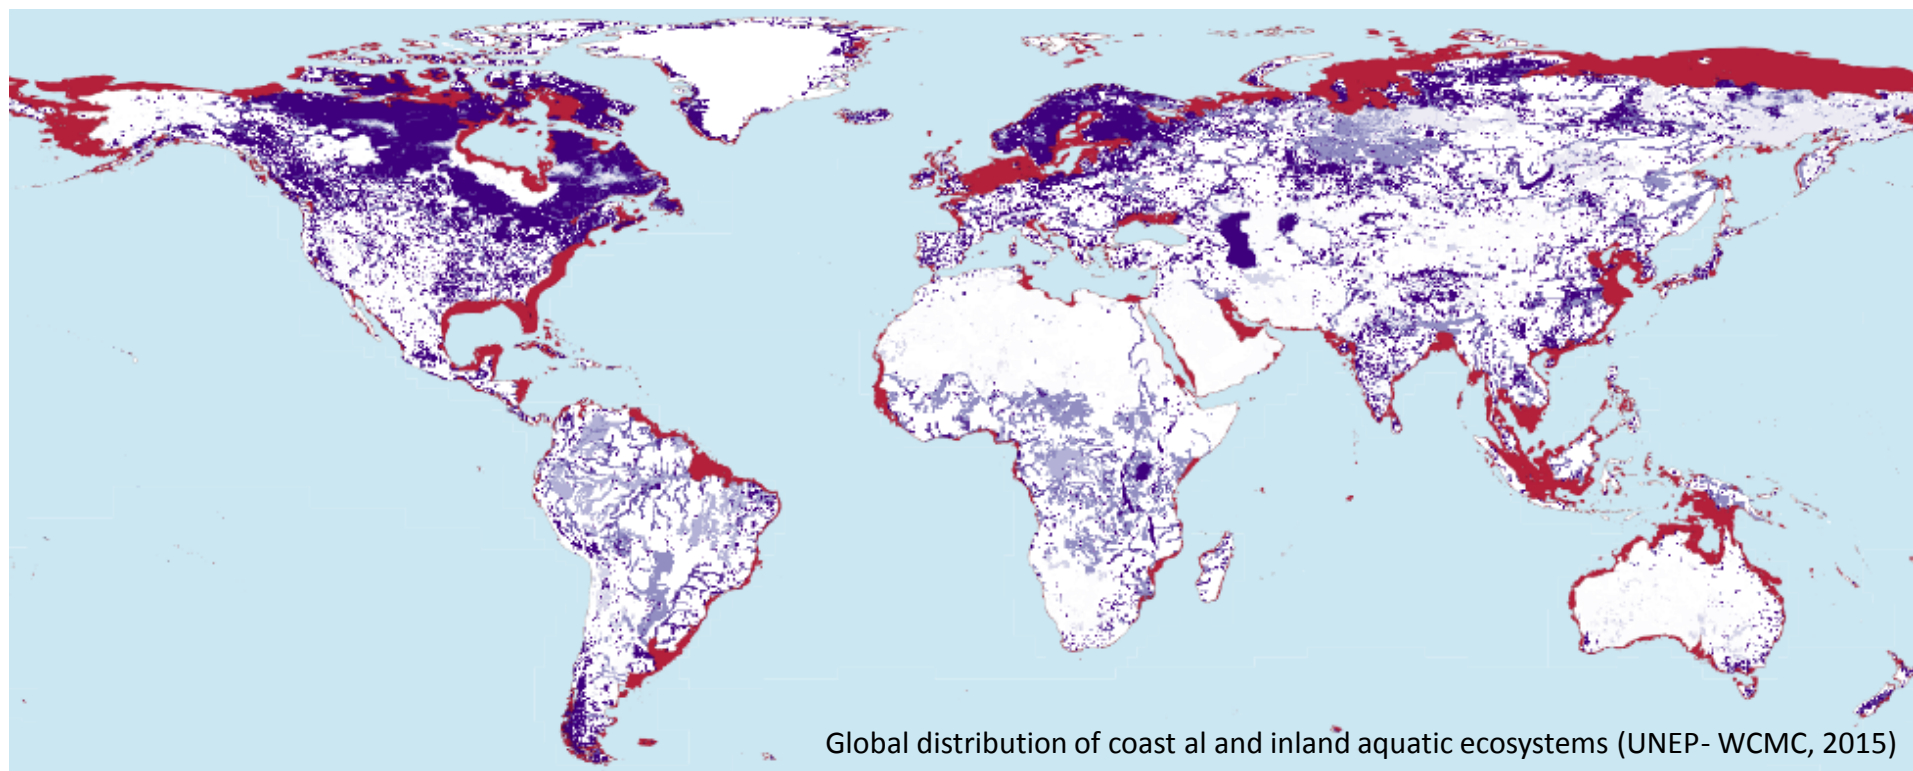 Global distribution of coast al and inland aquatic ecosystems (UNEP- WCMC, 2015)